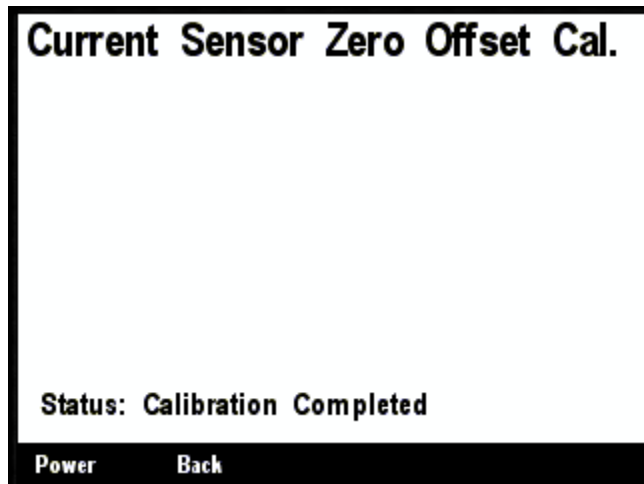 Current Sensor Zero Offset Cal.
Status: Calibration Completed
Power Back